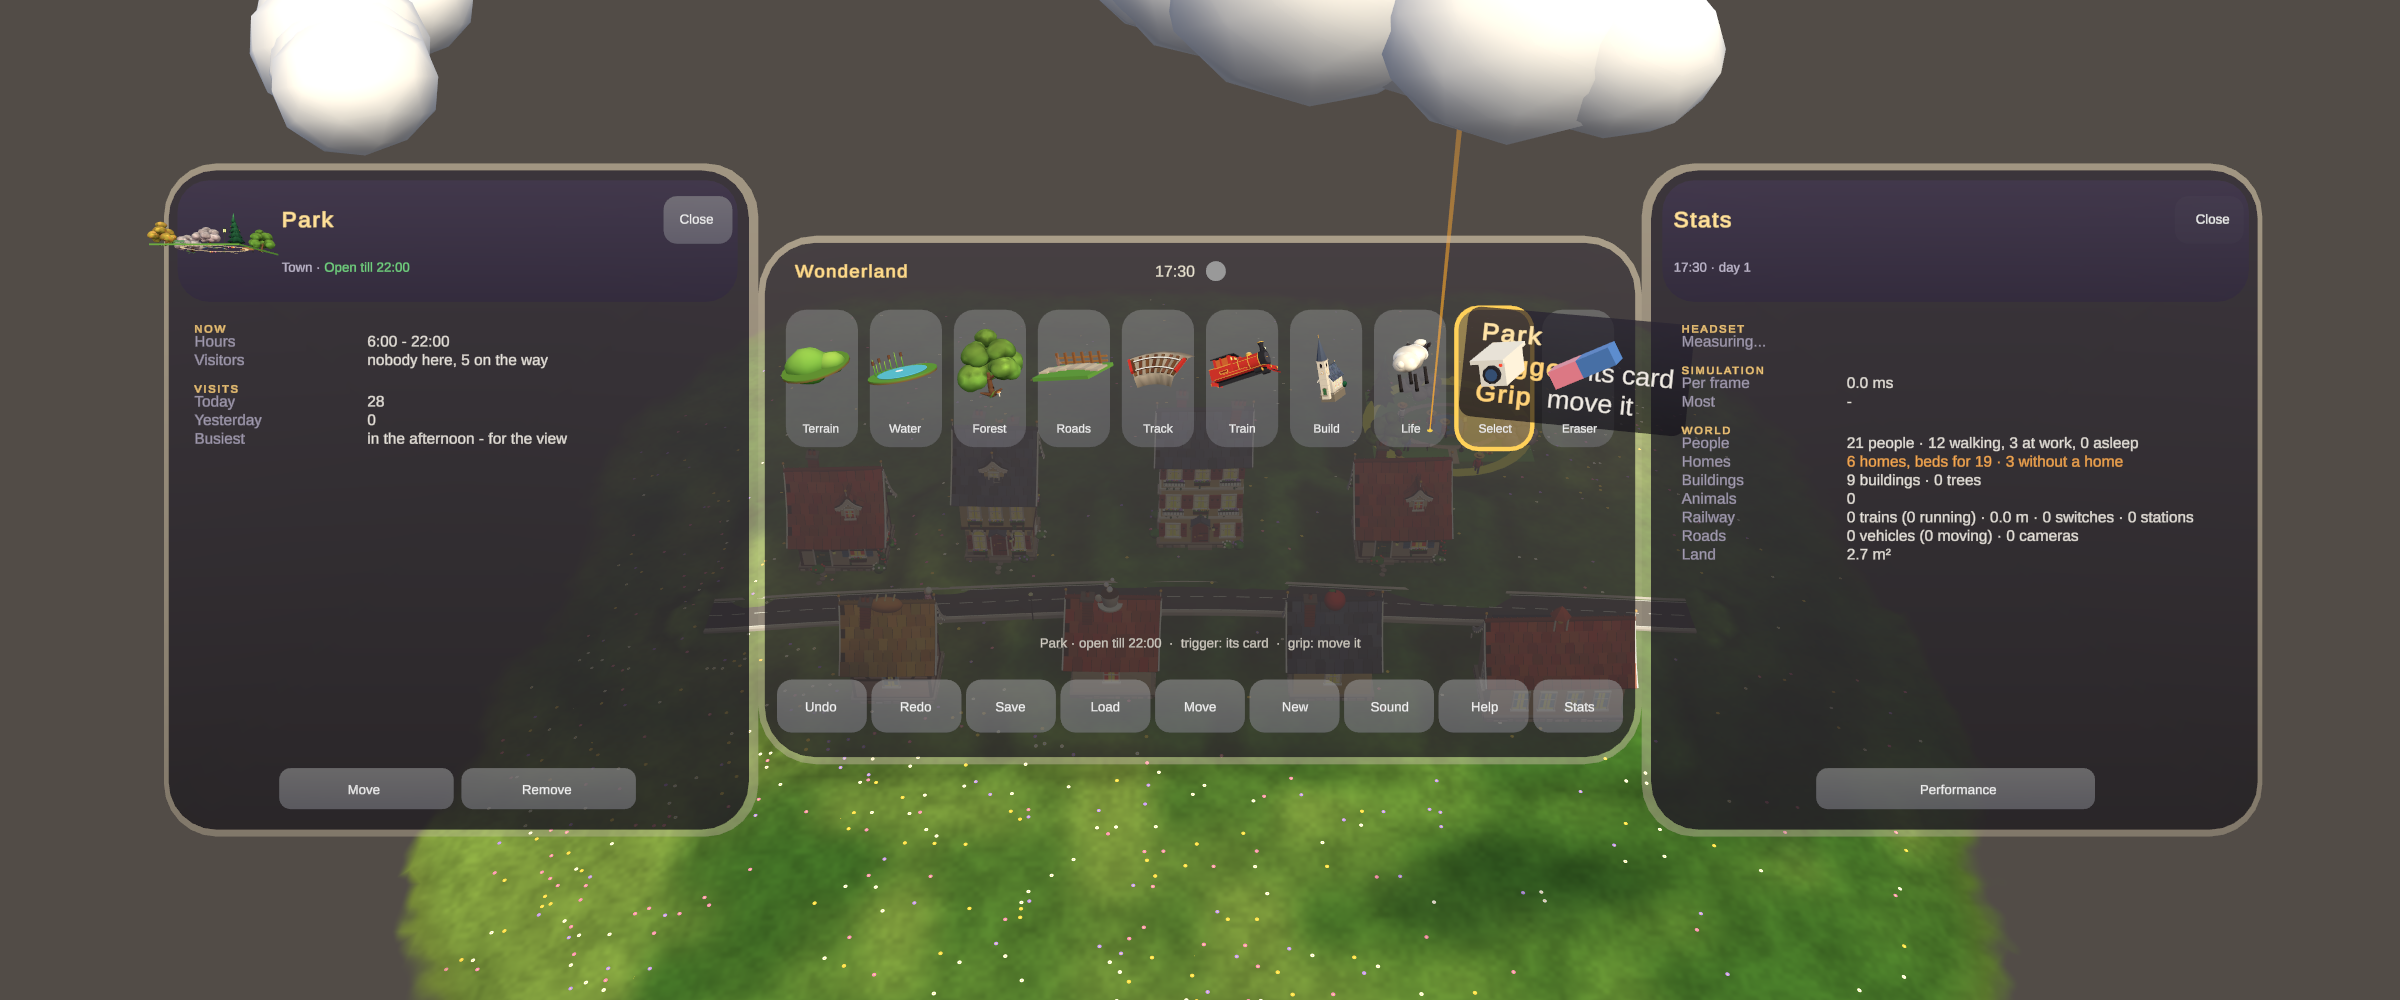 Park
Close
Town · Open till 22:00
NOW
Hours 6:00 - 22:00
Visitors nobody here, 5 on the way
VISITS
Today 28
Yesterday 0
Busiest in the afternoon - for the view
Move Remove
Wonderland 17:30
Terrain Water Forest Roads Track Train Build Life Select Eraser
Park
its card
Grip move it
Park · open till 22:00 · trigger: its card · grip: move it
Undo Redo Save Load Move New Sound Help Stats
Stats
Close
17:30 · day 1
HEADSET
Measuring...
SIMULATION
Per frame 0.0 ms
Most -
WORLD
People 21 people · 12 walking, 3 at work, 0 asleep
Homes 6 homes, beds for 19 · 3 without a home
Buildings 9 buildings · 0 trees
Animals 0
Railway 0 trains (0 running) · 0.0 m · 0 switches · 0 stations
Roads 0 vehicles (0 moving) · 0 cameras
Land 2.7 m²
Performance